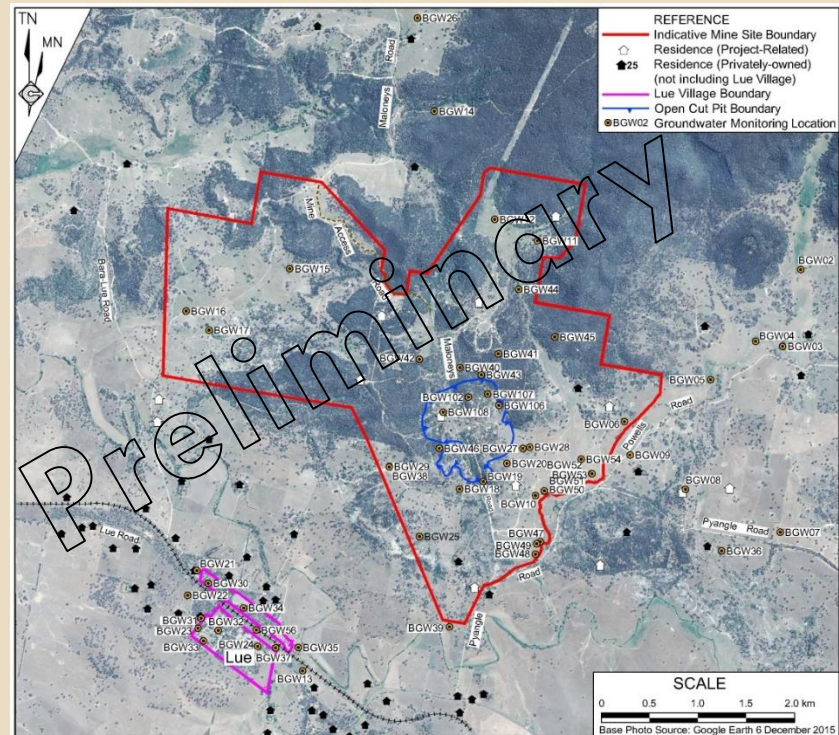 TN
MN
REFERENCE
Indicative Mine Site Boundary
Residence (Project-Related)
25 Residence (Privately-owned)
(not including Lue Village)
Lue Village Boundary
Open Cut Pit Boundary
BGW02 Groundwater Monitoring Location
BGW26
Maloneys
Road
BGW14
Mine
Access
Road
BGW11
BGW15
BGW02
Bara-Lue Road
BGW44
BGW16
BGW17
BGW45
BGW04
BGW03
Maloneys
BGW42
BGW41
BGW40
BGW43
BGW05
BGW107
BGW102
BGW106
BGW108
Road
BGW06
Powells
BGW46
BGW27
BGW28
BGW09
BGW29
BGW38
BGW20
BGW52
BGW54
BGW53
BGW19
BGW51
BGW18
BGW50
BGW10
BGW08
Preliminary
Lue Road
Pyangle Road
BGW07
BGW25
BGW47
BGW49
BGW48
BGW36
Road
BGW21
BGW30
BGW22
BGW34
BGW31
BGW32
BGW23
BGW56
BGW39
Pyangle
BGW33
BGW24
BGW35
Lue
BGW37
BGW13
SCALE
0 0.5 1.0 1.5 2.0 km
Base Photo Source: Google Earth 6 December 2015